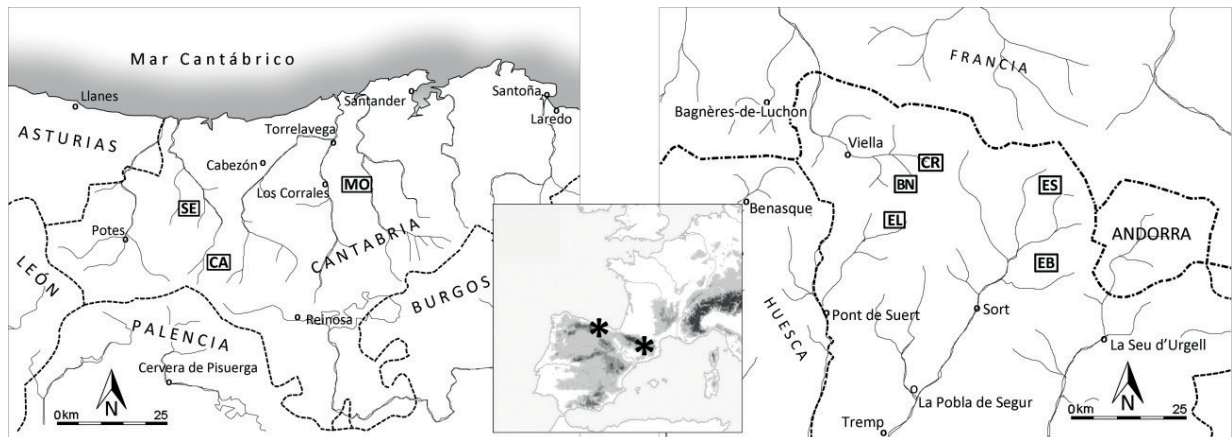 Mar Cantábrico
Llanes
Santander
Santoña
Laredo
ASTURIAS
Torrelavega
Cabezón
Los Corrales
MO
SE
Potes
CA
CANTABRIA
LEÓN
BURGOS
Reinosa
PALENCIA
Cervera de Pisuerga
0km 25
N
*
*
FRANCIA
Bagnères-de-Luchon
Viella
CR
BN
ES
Benasque
EL
ANDORRA
EB
HUESCA
Pont de Suert
Sort
La Seu d’Urgell
La Pobla de Segur
Tremp
0km 25
N